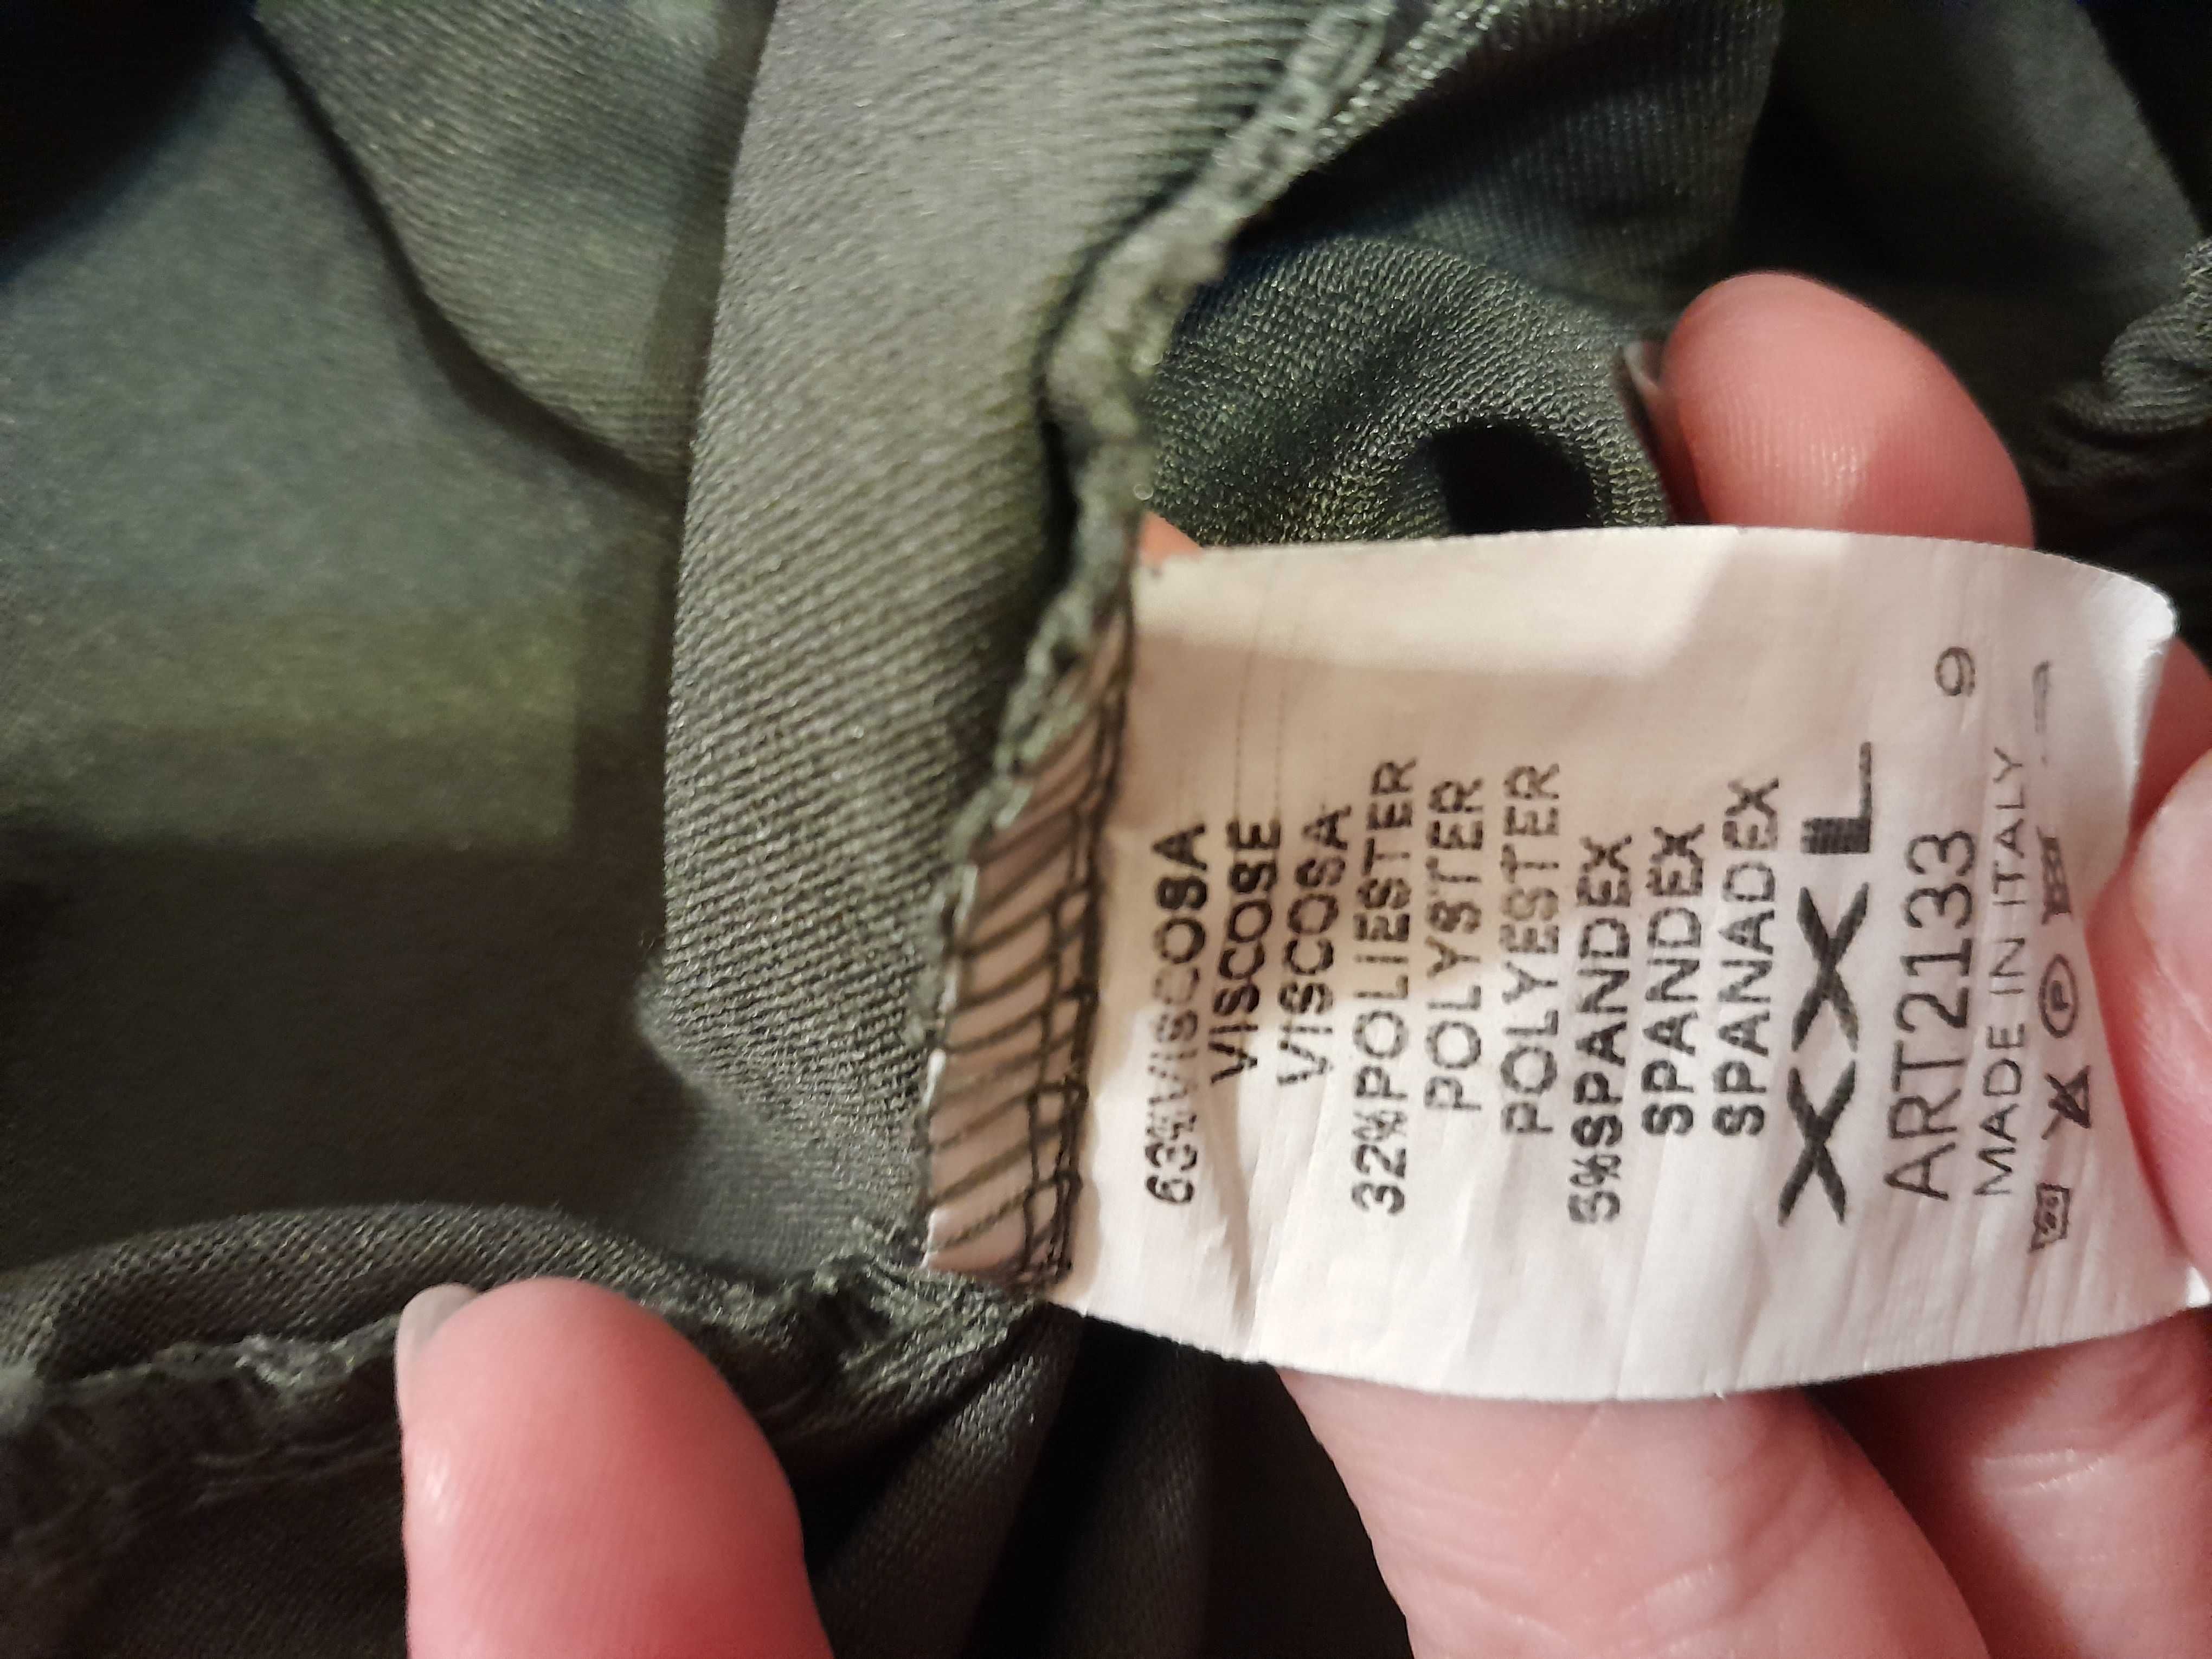 63%VISCOSA
VISCOSE
VISCOSA
32%POLIESTER
POLYSTER
POLYESTER
5%SPANDEX
SPANDEX
SPANADEX
XXL
ART2133 9
MADE IN ITALY
P